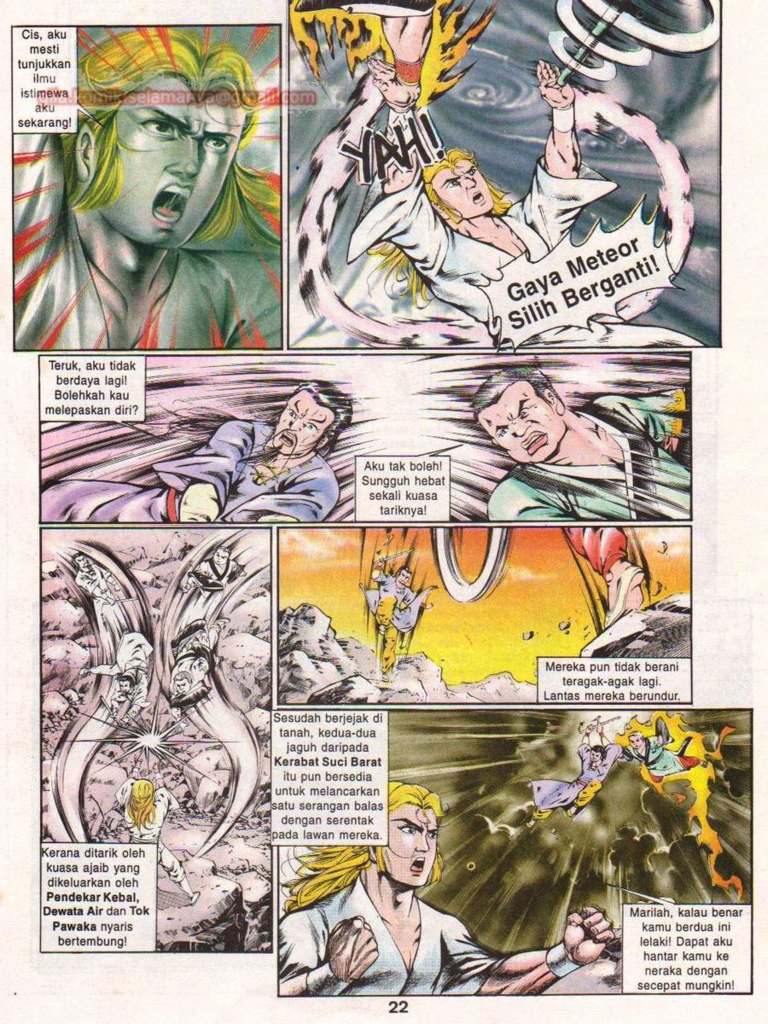 Cis, aku
mesti
tunjukkan
ilmu
istimewa
aku
sekarang!
YAH!
Gaya Meteor
Silih Berganti!
Teruk, aku tidak
berdaya lagi!
Bolehkah kau
melepaskan diri?
Aku tak boleh!
Sungguh hebat
sekali kuasa
tariknya!
Kerana ditarik oleh
kuasa ajaib yang
dikeluarkan oleh
Pendekar Kebal,
Dewata Air dan Tok
Pawaka nyaris
bertembung!
Mereka pun tidak berani
teragak-agak lagi.
Lantas mereka berundur.
Sesudah berjejak di
tanah, kedua-dua
jaguh daripada
Kerabat Suci Barat
itu pun bersedia
untuk melancarkan
satu serangan balas
dengan serentak
pada lawan mereka.
Marilah, kalau benar
kamu berdua ini
lelaki! Dapat aku
hantar kamu ke
neraka dengan
secepat mungkin!
22